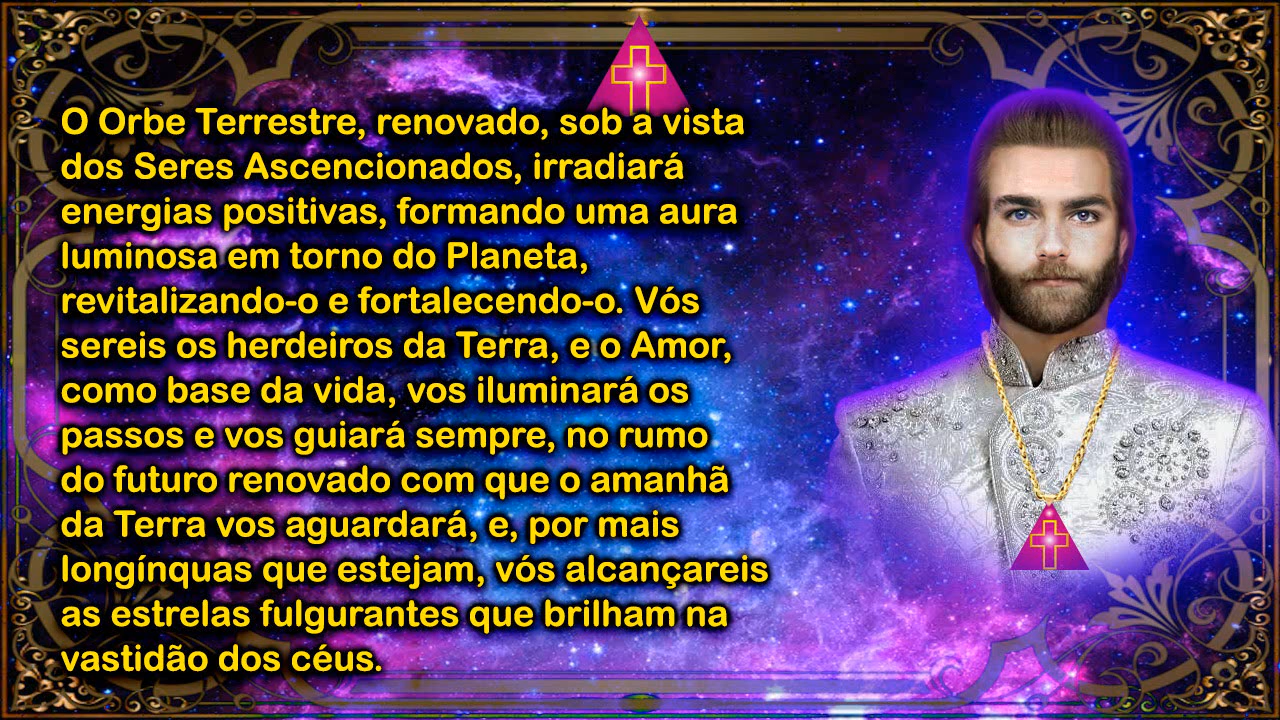 O Orbe Terrestre, renovado, sob a vista
dos Seres Ascencionados, irradiará
energias positivas, formando uma aura
luminosa em torno do Planeta,
revitalizando-o e fortalecendo-o. Vós
sereis os herdeiros da Terra, e o Amor,
como base da vida, vos iluminará os
passos e vos guiará sempre, no rumo
do futuro renovado com que o amanhã
da Terra vos aguardará, e, por mais
longínquas que estejam, vós alcançareis
as estrelas fulgurantes que brilham na
vastidão dos céus.